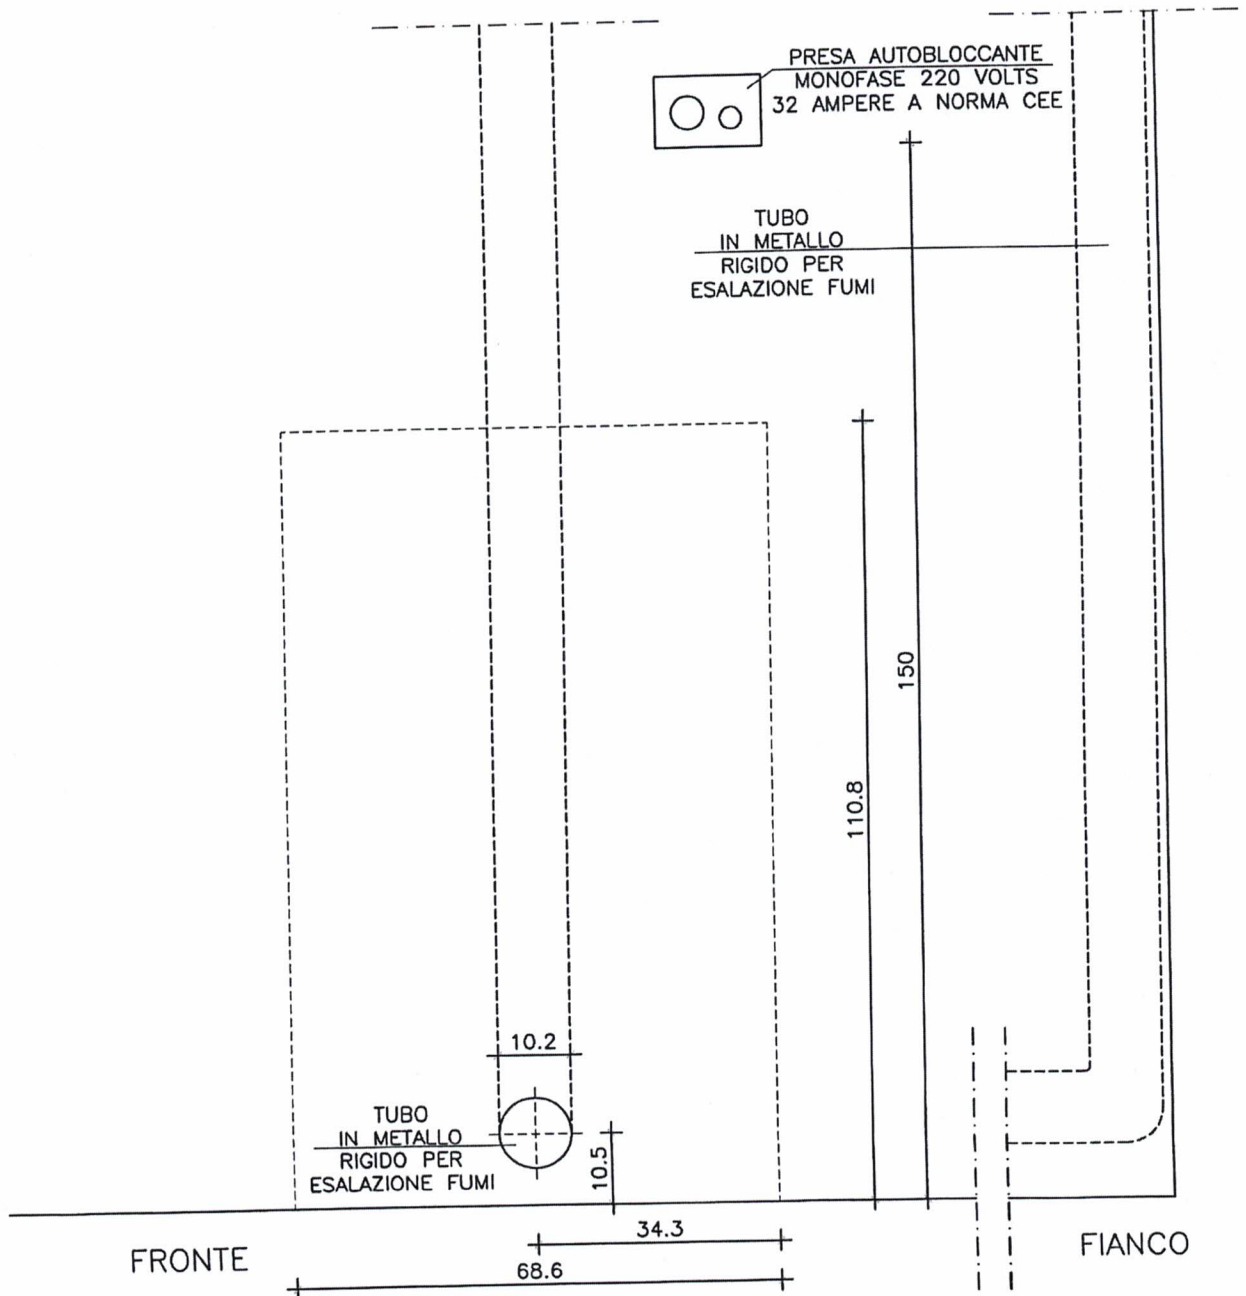 PRESA AUTOBLOCCANTE
MONOFASE 220 VOLTS
32 AMPERE A NORMA CEE
TUBO
IN METALLO
RIGIDO PER
ESALAZIONE FUMI
150
110.8
10.2
TUBO
IN METALLO
RIGIDO PER
ESALAZIONE FUMI
10.5
34.3
68.6
FRONTE
FIANCO